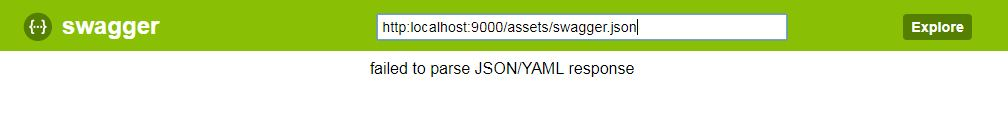 {···} swagger
http:localhost:9000/assets/swagger.json
Explore
failed to parse JSON/YAML response